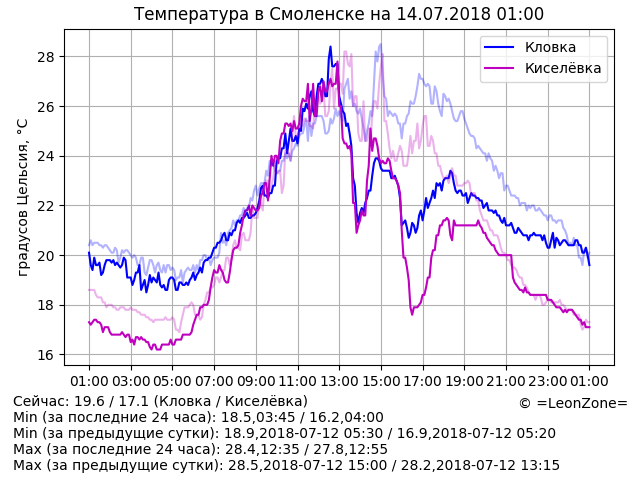 Температура в Смоленске на 14.07.2018 01:00
Кловка
Киселёвка
градусов Цельсия, °C
28
26
24
22
20
18
16
01:00 03:00 05:00 07:00 09:00 11:00 13:00 15:00 17:00 19:00 21:00 23:00 01:00
Сейчас: 19.6 / 17.1 (Кловка / Киселёвка)
© =LeonZone=
Min (за последние 24 часа): 18.5,03:45 / 16.2,04:00
Min (за предыдущие сутки): 18.9,2018-07-12 05:30 / 16.9,2018-07-12 05:20
Max (за последние 24 часа): 28.4,12:35 / 27.8,12:55
Max (за предыдущие сутки): 28.5,2018-07-12 15:00 / 28.2,2018-07-12 13:15